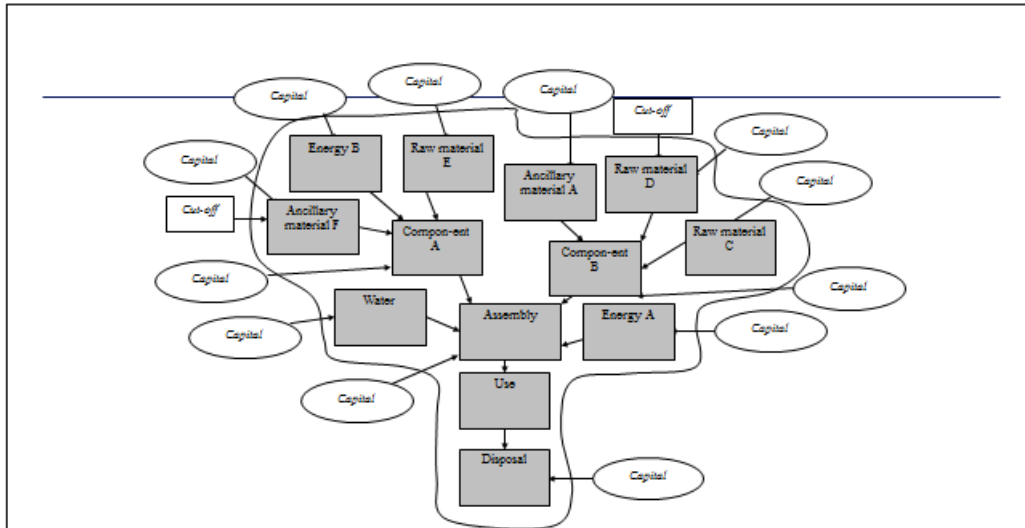 Capital
Capital
Capital
Cut-off
Capital
Capital
Energy B
Raw material
E
Ancillary
material A
Raw material
D
Capital
Cut-off
Ancillary
material F
Compon-ent
A
Compon-ent
B
Raw material
C
Capital
Capital
Water
Assembly
Energy A
Capital
Capital
Capital
Use
Disposal
Capital